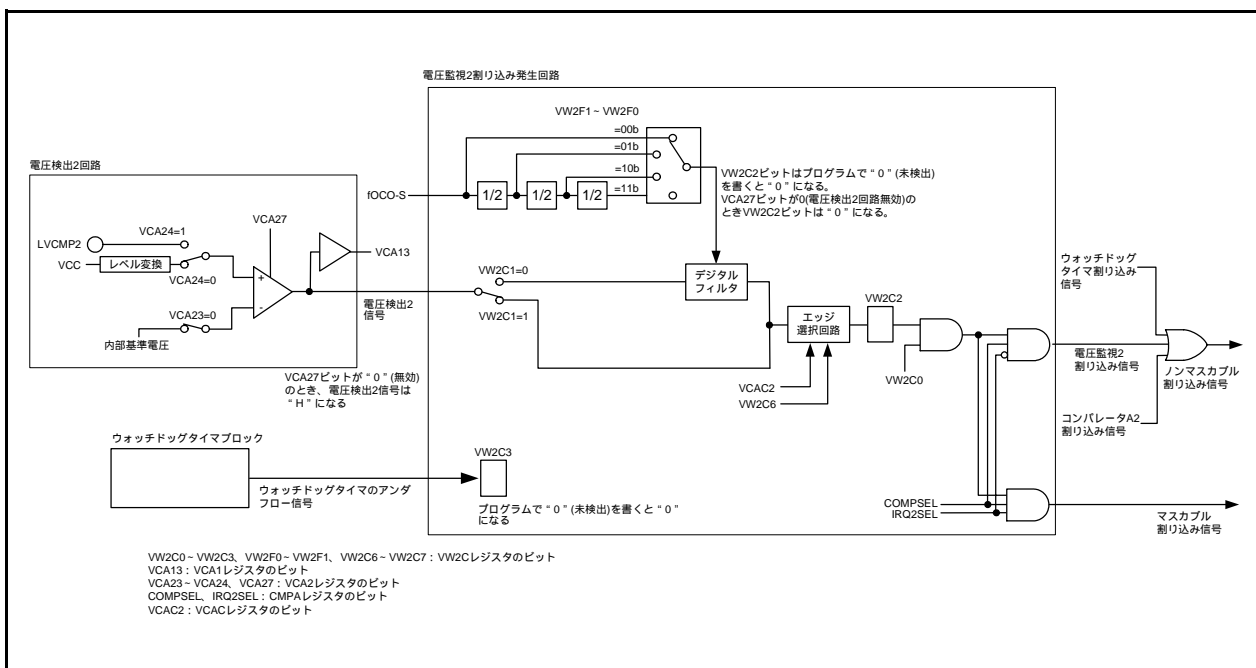 電圧監視2割り込み発生回路
VW2F1~VW2F0
=00b
=01b
=10b
=11b
fOCO-S
1/2
1/2
1/2
VW2C2ビットはプログラムで“0”(未検出)
を書くと“0”になる。
VCA27ビットが0(電圧検出2回路無効)の
ときVW2C2ビットは“0”になる。
電圧検出2回路
VCA27
VCA24=1
LVCMP2
VCC
レベル変換
VCA24=0
+
-
VCA13
VCA23=0
内部基準電圧
電圧検出2
信号
VCA27ビットが“0”(無効)
のとき、電圧検出2信号は
“H”になる
VW2C1=0
VW2C1=1
デジタル
フィルタ
エッジ
選択回路
VW2C2
VCAC2
VW2C6
VW2C0
ウォッチドッグ
タイマ割り込み
信号
電圧監視2
割り込み信号
ノンマスカブル
割り込み信号
コンパレータA2
割り込み信号
ウォッチドッグタイマブロック
ウォッチドッグタイマのアンダ
フロー信号
VW2C3
プログラムで“0”(未検出)を書くと“0”
になる
COMPSEL
IRQ2SEL
マスカブル
割り込み信号
VW2C0~VW2C3、VW2F0~VW2F1、VW2C6~VW2C7:VW2Cレジスタのビット
VCA13:VCA1レジスタのビット
VCA23~VCA24、VCA27:VCA2レジスタのビット
COMPSEL、IRQ2SEL:CMPAレジスタのビット
VCAC2:VCACレジスタのビット